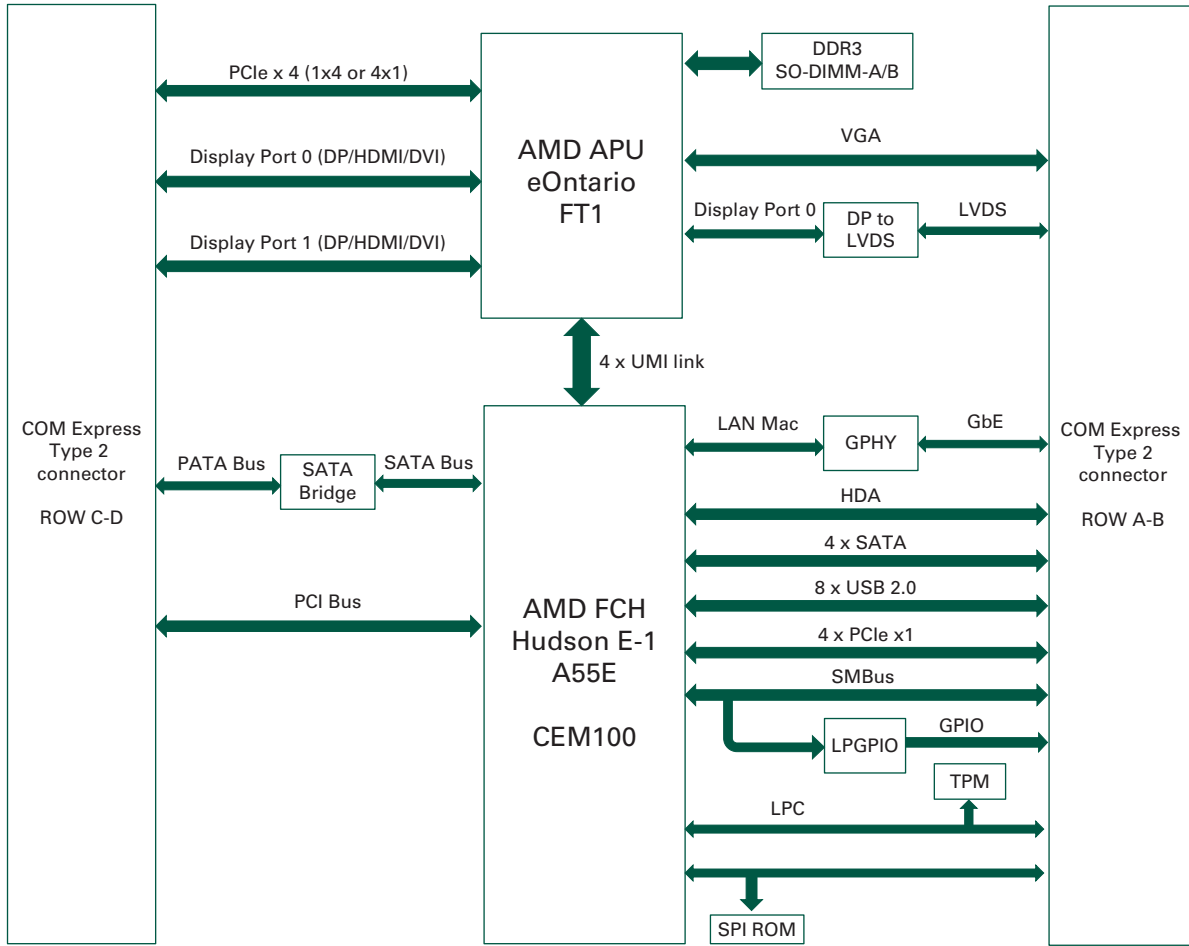 DDR3
SO-DIMM-A/B
PCIe x 4 (1x4 or 4x1)
VGA
AMD APU
eOntario
FT1
Display Port 0 (DP/HDMI/DVI)
Display Port 0
DP to
LVDS
LVDS
Display Port 1 (DP/HDMI/DVI)
4 x UMI link
COM Express
Type 2
connector
ROW C-D
PATA Bus
SATA
Bridge
SATA Bus
LAN Mac
GPHY
GbE
COM Express
Type 2
connector
ROW A-B
HDA
4 x SATA
8 x USB 2.0
PCI Bus
AMD FCH
Hudson E-1
A55E
CEM100
4 x PCIe x1
SMBus
LPGPIO
GPIO
TPM
LPC
SPI ROM